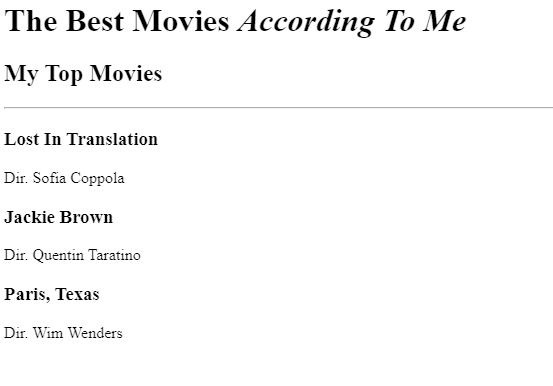 The Best Movies According To Me
My Top Movies
Lost In Translation
Dir. Sofia Coppola
Jackie Brown
Dir. Quentin Taratino
Paris, Texas
Dir. Wim Wenders